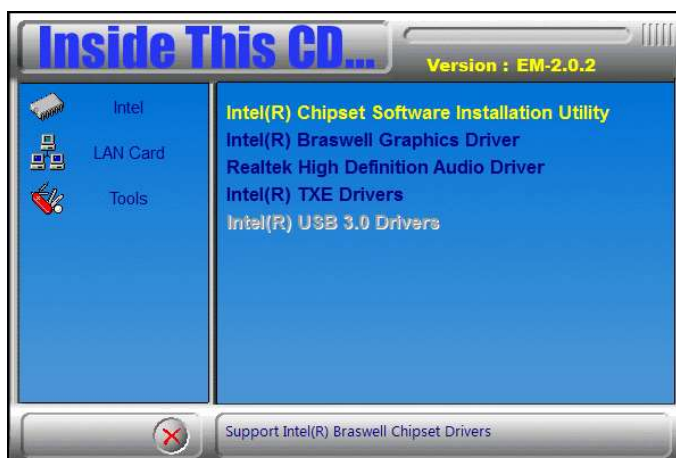 Inside This CD...
Version : EM-2.0.2
Intel
LAN Card
Tools
Intel(R) Chipset Software Installation Utility
Intel(R) Braswell Graphics Driver
Realtek High Definition Audio Driver
Intel(R) TXE Drivers
Intel(R) USB 3.0 Drivers
Support Intel(R) Braswell Chipset Drivers